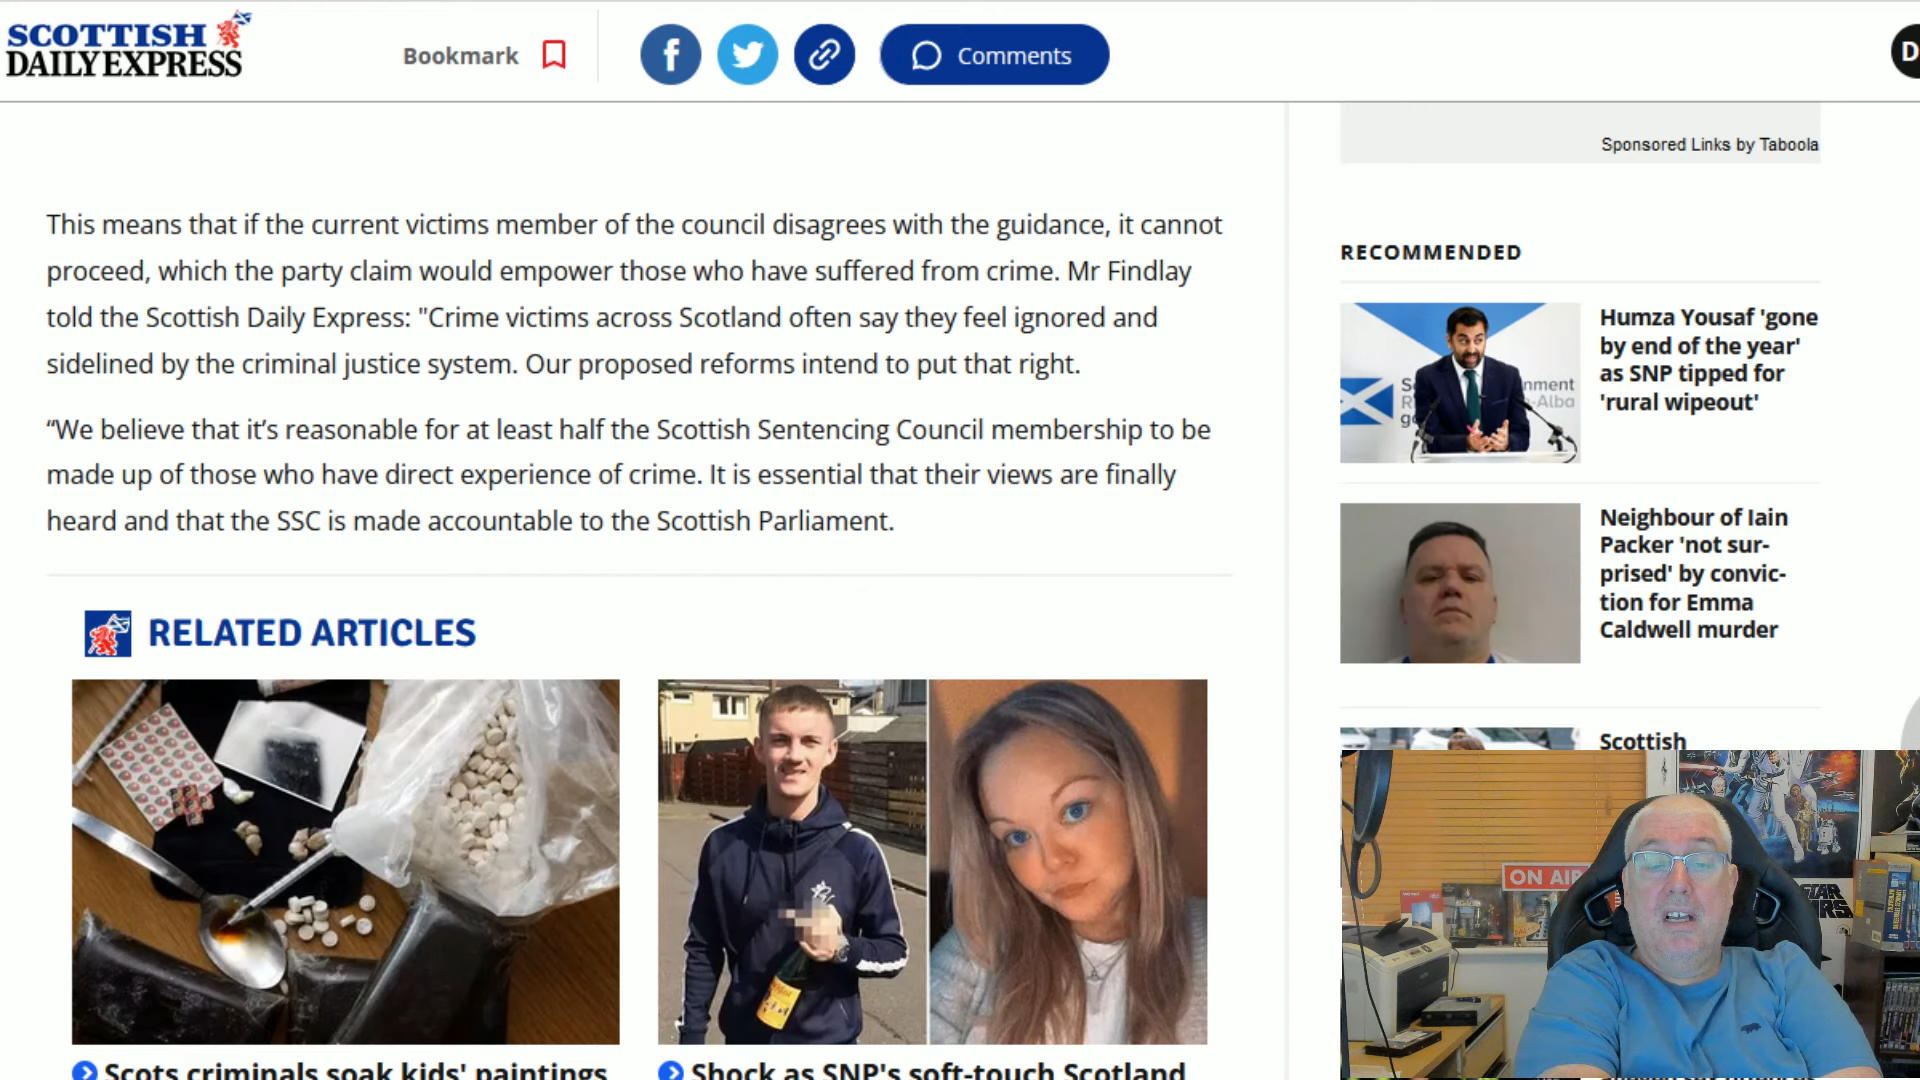 SCOTTISH
DAILY EXPRESS
Bookmark
Comments
D
Sponsored Links by Taboola
This means that if the current victims member of the council disagrees with the guidance, it cannot
proceed, which the party claim would empower those who have suffered from crime. Mr Findlay
told the Scottish Daily Express: "Crime victims across Scotland often say they feel ignored and
sidelined by the criminal justice system. Our proposed reforms intend to put that right.
“We believe that it’s reasonable for at least half the Scottish Sentencing Council membership to be
made up of those who have direct experience of crime. It is essential that their views are finally
heard and that the SSC is made accountable to the Scottish Parliament.
RELATED ARTICLES
Scots criminals soak kids' paintings
Shock as SNP's soft-touch Scotland
RECOMMENDED
Humza Yousaf 'gone
by end of the year'
as SNP tipped for
'rural wipeout'
nment
-Alba
Neighbour of Iain
Packer 'not sur-
prised' by convic-
tion for Emma
Caldwell murder
Scottish
ON AIR
STAR
WARS